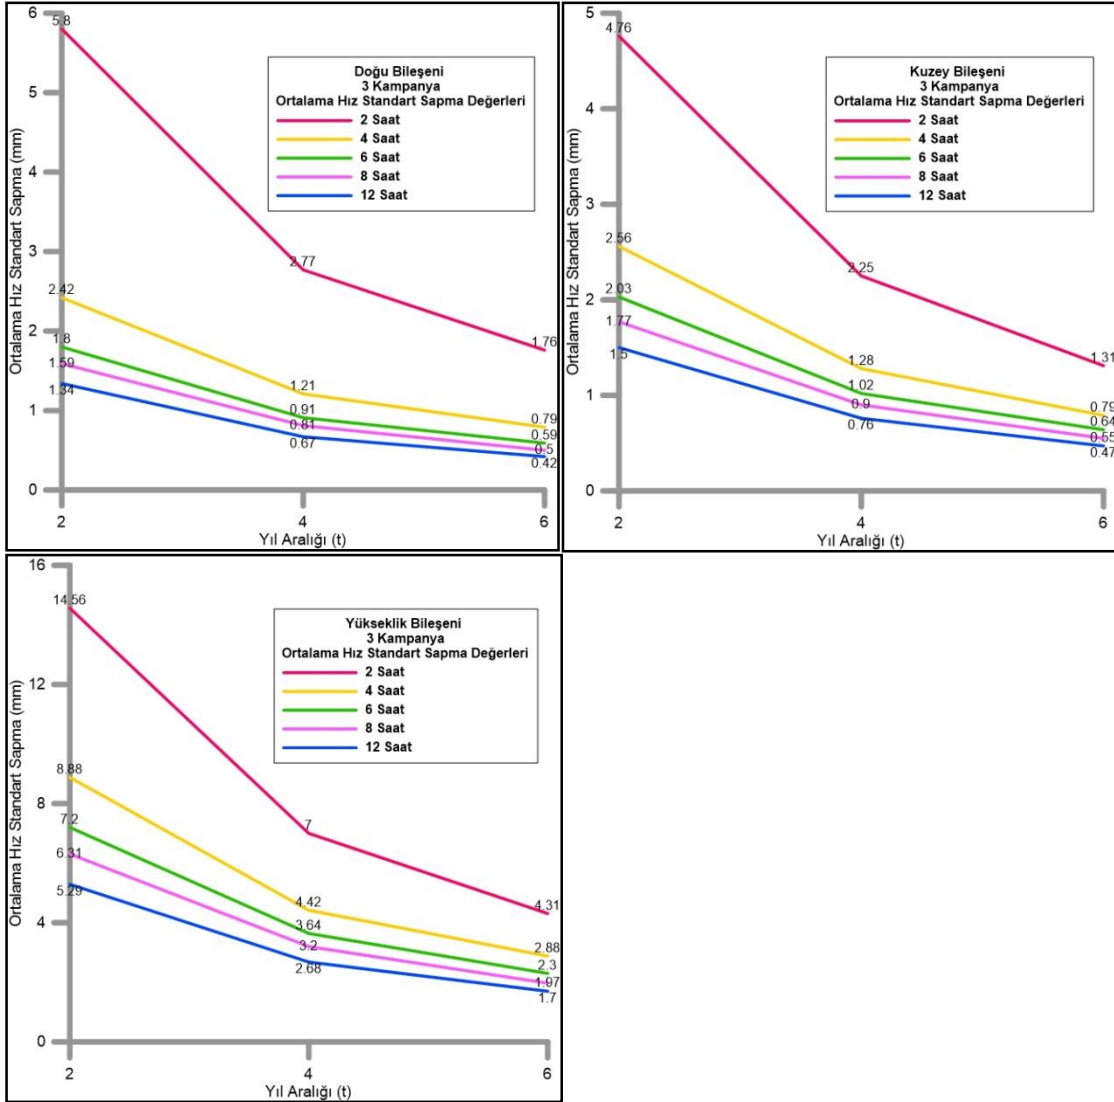 6
5
4
3
2
1
0
Ortalama Hız Standart Sapma (mm)
Doğu Bileşeni
3 Kampanya
Ortalama Hız Standart Sapma Değerleri
2 Saat
4 Saat
6 Saat
8 Saat
12 Saat
5.8
2.77
1.76
2.42
1.21
0.79
1.8
0.91
0.59
1.59
0.81
0.5
1.34
0.67
0.42
2
4
6
Yıl Aralığı (t)
5
4
3
2
1
0
Ortalama Hız Standart Sapma (mm)
Kuzey Bileşeni
3 Kampanya
Ortalama Hız Standart Sapma Değerleri
2 Saat
4 Saat
6 Saat
8 Saat
12 Saat
4.76
2.25
1.31
2.56
1.28
0.79
2.03
1.02
0.64
1.77
0.9
0.55
1.5
0.76
0.47
2
4
6
Yıl Aralığı (t)
16
12
8
4
0
Ortalama Hız Standart Sapma (mm)
Yükseklik Bileşeni
3 Kampanya
Ortalama Hız Standart Sapma Değerleri
2 Saat
4 Saat
6 Saat
8 Saat
12 Saat
14.56
7
4.31
8.88
4.42
2.88
7.2
3.64
2.3
6.31
3.2
1.97
5.29
2.68
1.7
2
4
6
Yıl Aralığı (t)